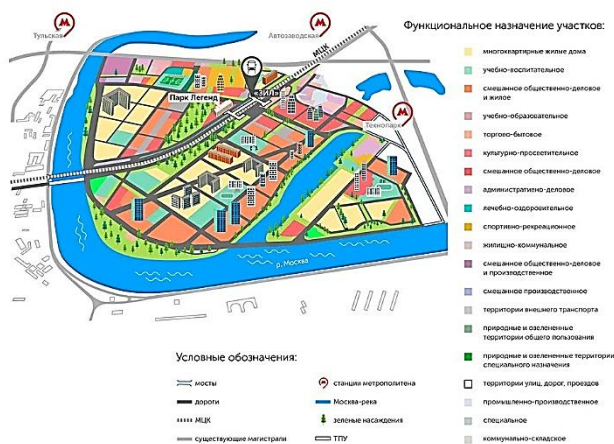 Функциональное назначение участков:
Тульская
Автозаводская
МЦК
«ЗИЛ»
Парк Легенд
Технопарк
р. Москва
многоквартирные жилые дома
учебно-воспитательное
смешанное общественно-деловое
и жилое
учебно-образовательное
торгово-бытовое
культурно-просветительное
смешанное общественно-деловое
административно-деловое
лечебно-оздоровительное
спортивно-рекреационное
жилищно-коммунальное
смешанное общественно-деловое
и производственное
смешанное производственное
территории внешнего транспорта
природные и озелененные
территории общего пользования
природные и озелененные территории
специального назначения
территории улиц, дорог, проездов
промышленно-производственное
специальное
коммунально-складское
Условные обозначения:
мосты
дороги
МЦК
существующие магистрали
станции метрополитена
Москва-река
зеленые насаждения
ТПУ